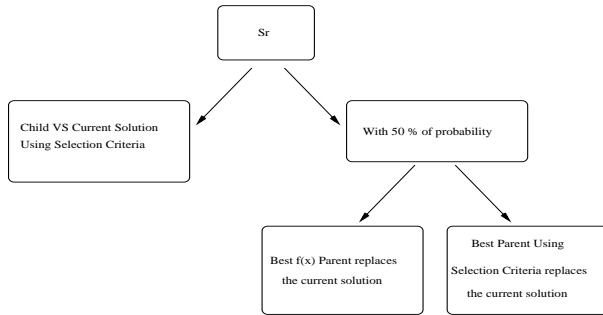 Sr
Child VS Current Solution
Using Selection Criteria
With 50 % of probability
Best f(x) Parent replaces
the current solution
Best Parent Using
Selection Criteria replaces
the current solution